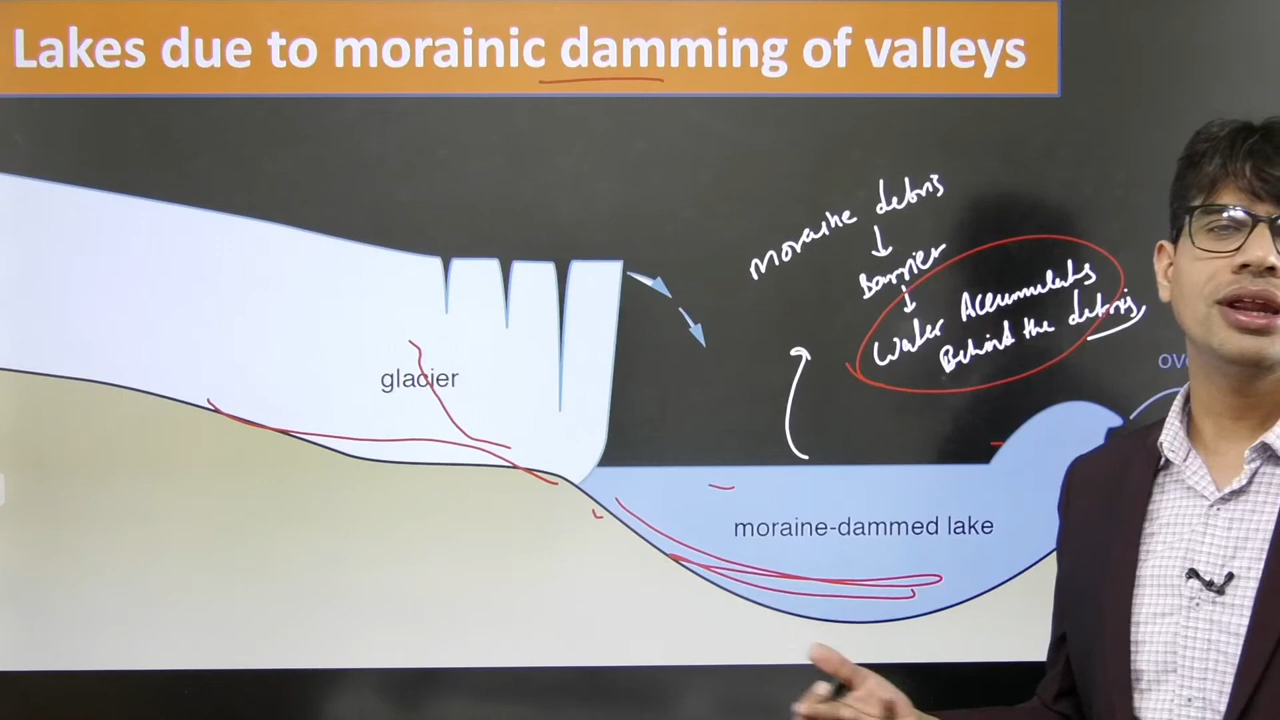 Lakes due to morainic damming of valleys
moraine debris
Barrier
Water Accumulates
Behind the debris
glacier
moraine-dammed lake